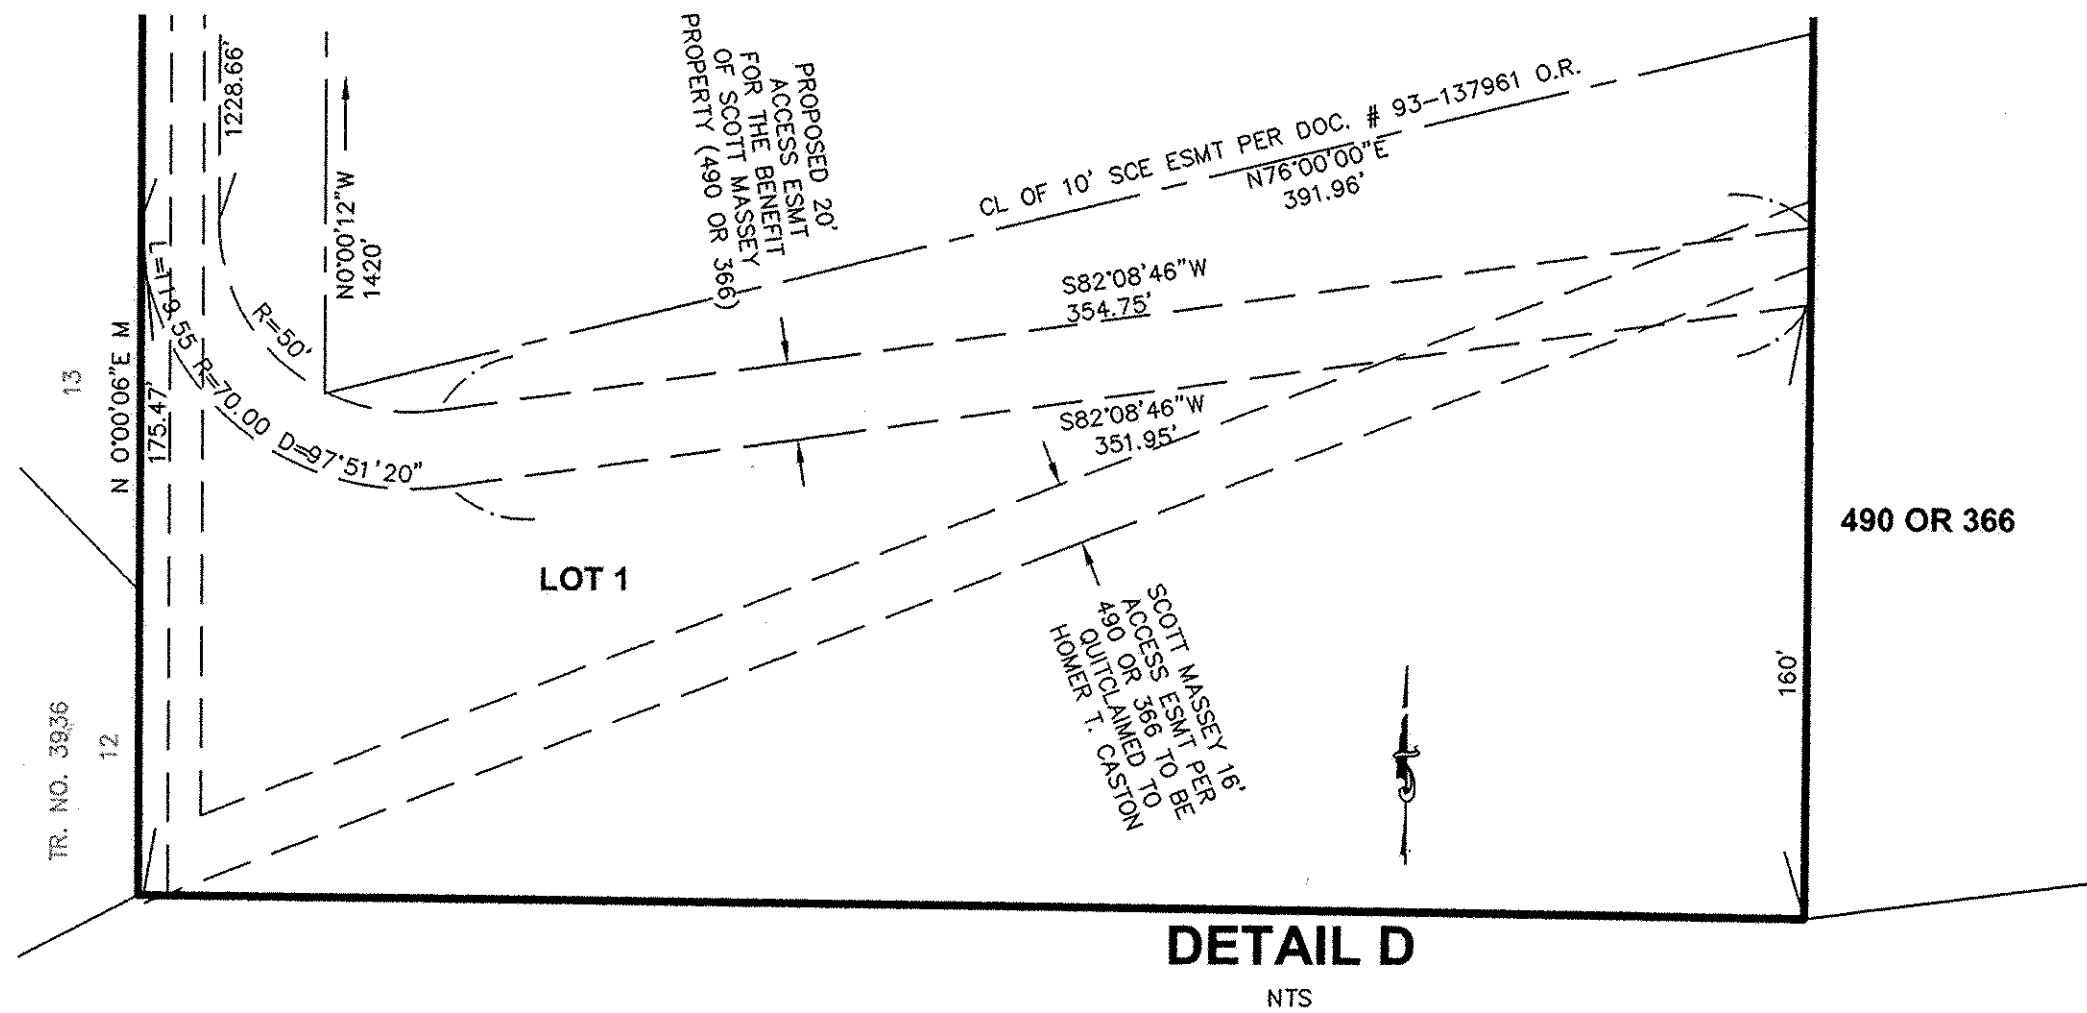 1228.66'
N0°00'12"W
1420'
PROPOSED 20'
ACCESS ESMT
FOR THE BENEFIT
OF SCOTT MASSEY
PROPERTY (490 OR 366)
CL OF 10' SCE ESMT PER DOC. # 93-137961 O.R.
N76°00'00"E
391.96'
S82°08'46"W
354.75'
R=50'
L=119.55 R=70.00 D=97°51'20"
S82°08'46"W
351.95'
13
N 0°00'06"E M
175.47'
490 OR 366
LOT 1
SCOTT MASSEY 16'
ACCESS ESMT PER
490 OR 366 TO BE
QUITCLAIMED TO
HOMER T. CASTON
160'
TR. NO. 3936
12
DETAIL D
NTS